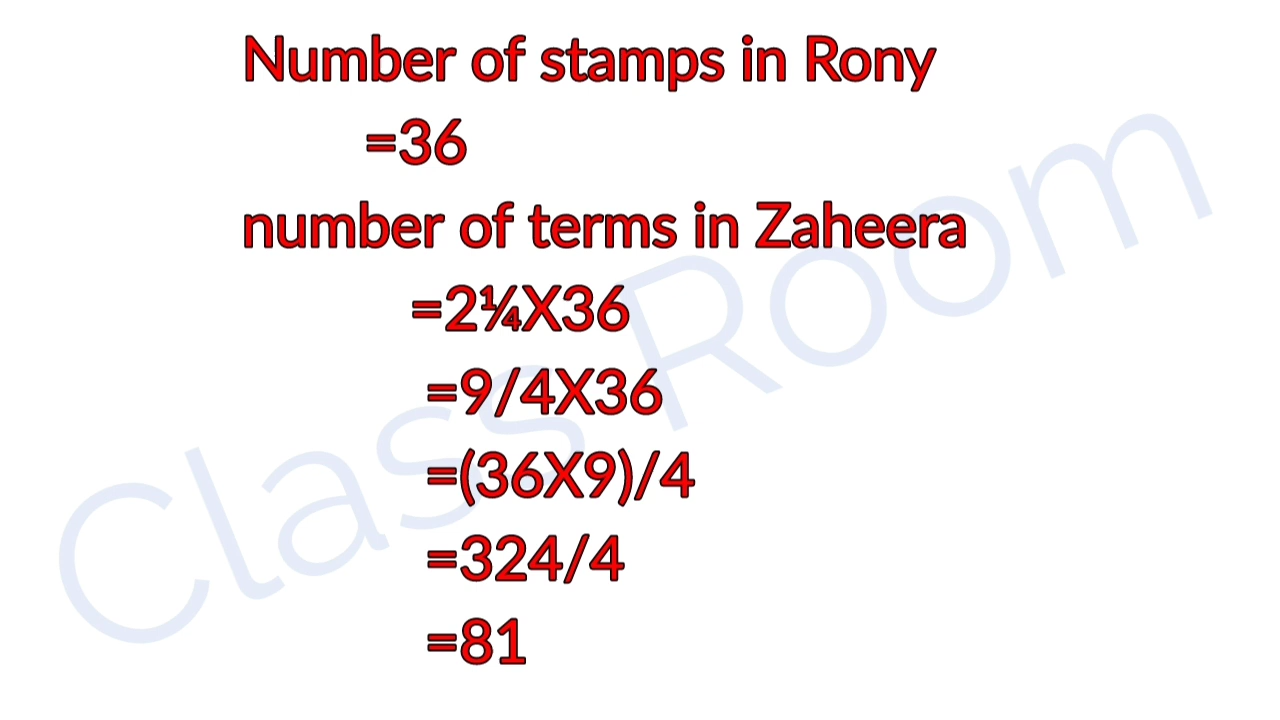 Number of stamps in Rony
=36
number of terms in Zaheera
=2¼X36
=9/4X36
=(36X9)/4
=324/4
=81
Class Room